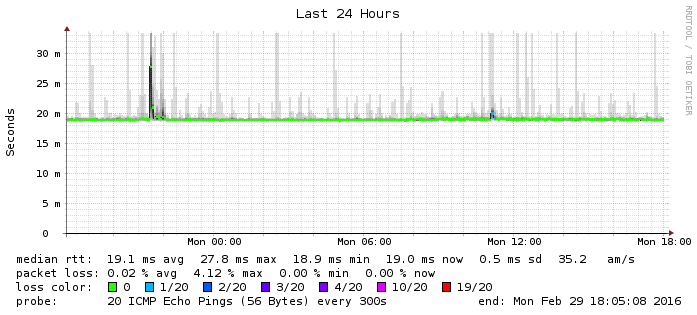 Last 24 Hours
RRDTOOL / TOBI OETIKER
Seconds
30 m
25 m
20 m
15 m
10 m
5 m
0
Mon 00:00 Mon 06:00 Mon 12:00 Mon 18:00
median rtt: 19.1 ms avg 27.8 ms max 18.9 ms min 19.0 ms now 0.5 ms sd 35.2 am/s
packet loss: 0.02 % avg 4.12 % max 0.00 % min 0.00 % now
loss color: 0 1/20 2/20 3/20 4/20 10/20 19/20
probe: 20 ICMP Echo Pings (56 Bytes) every 300s end: Mon Feb 29 18:05:08 2016